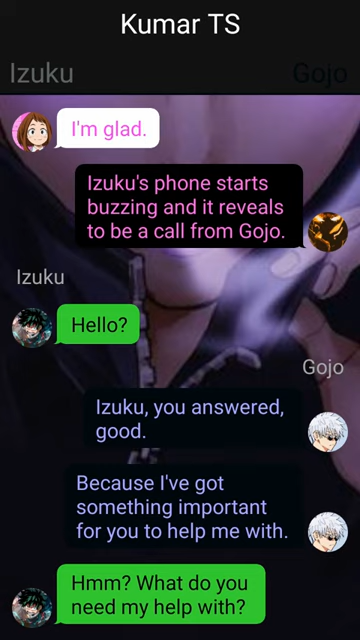 Kumar TS
Izuku
Gojo
I'm glad.
Izuku's phone starts
buzzing and it reveals
to be a call from Gojo.
Izuku
Hello?
Gojo
Izuku, you answered,
good.
Because I've got
something important
for you to help me with.
Hmm? What do you
need my help with?